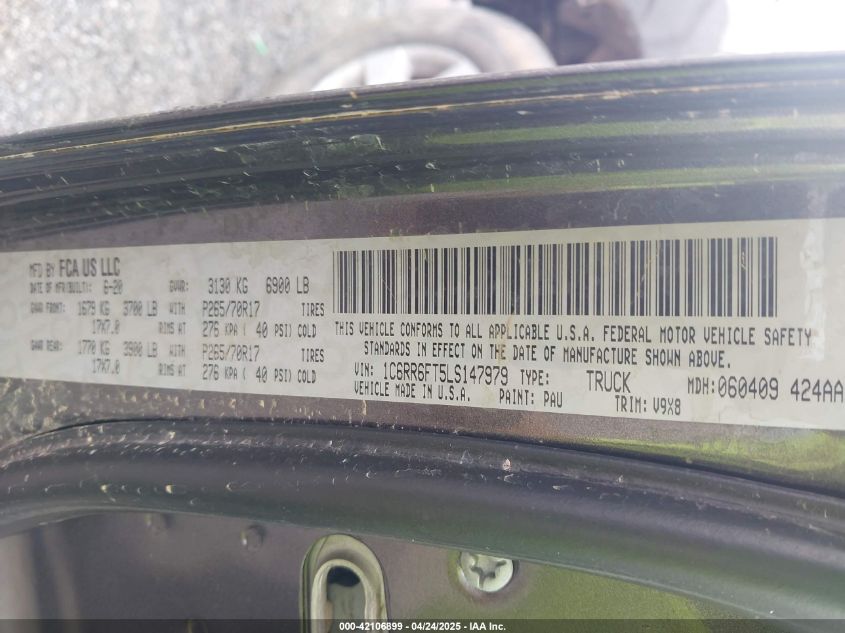 MFD BY FCA US LLC
DATE OF MFR(BUILT): 6-20 GVWR: 3130 KG 6900 LB
GAWR FRONT: 1679 KG 3700 LB WITH P265/70R17 TIRES
17X7.0 RIMS AT 276 KPA ( 40 PSI) COLD
GAWR REAR: 1770 KG 3900 LB WITH P265/70R17 TIRES
17X7.0 RIMS AT 276 KPA ( 40 PSI) COLD
THIS VEHICLE CONFORMS TO ALL APPLICABLE U.S.A. FEDERAL MOTOR VEHICLE SAFETY
STANDARDS IN EFFECT ON THE DATE OF MANUFACTURE SHOWN ABOVE.
VIN: 1C6RR6FT5LS147979 TYPE: TRUCK MDH: 060409 424AA
VEHICLE MADE IN U.S.A. PAINT: PAU TRIM: V9X8
000-42106899 - 04/24/2025 - IAA Inc.